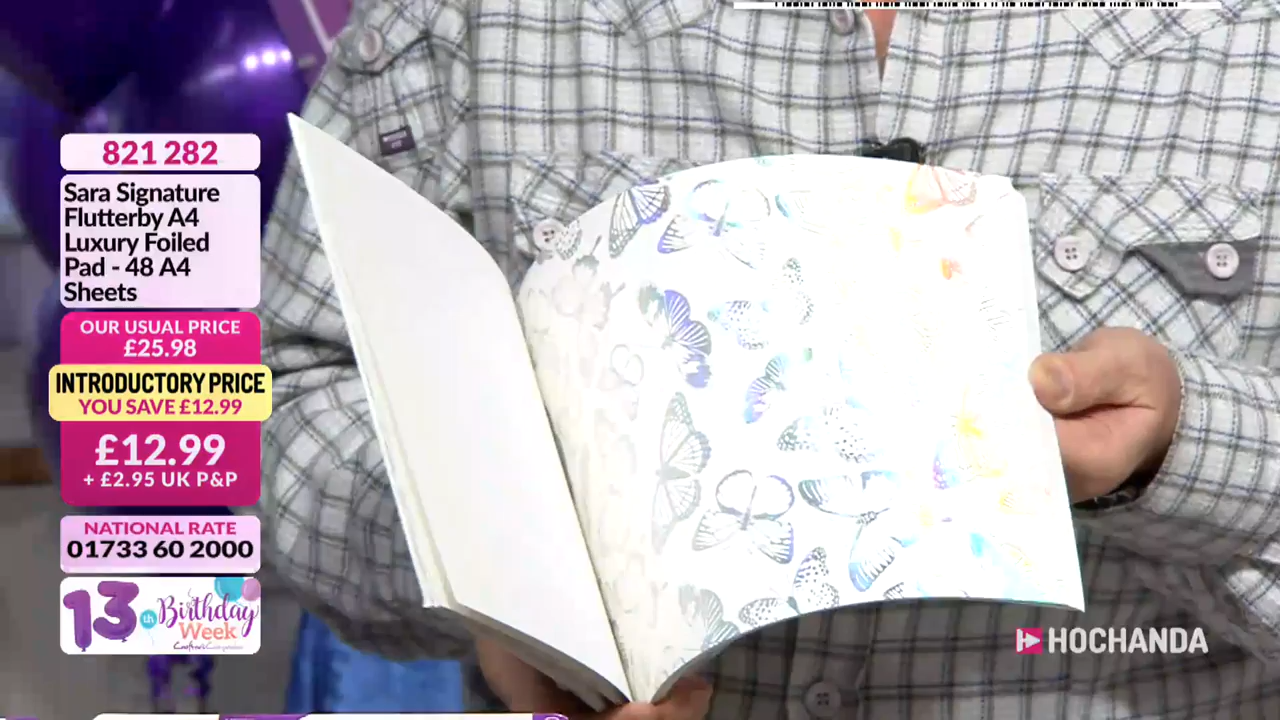 821 282
Sara Signature
Flutterby A4
Luxury Foiled
Pad - 48 A4
Sheets
OUR USUAL PRICE
£25.98
INTRODUCTORY PRICE
YOU SAVE £12.99
£12.99
+ £2.95 UK P&P
NATIONAL RATE
01733 60 2000
13th Birthday
Week
HOCHANDA